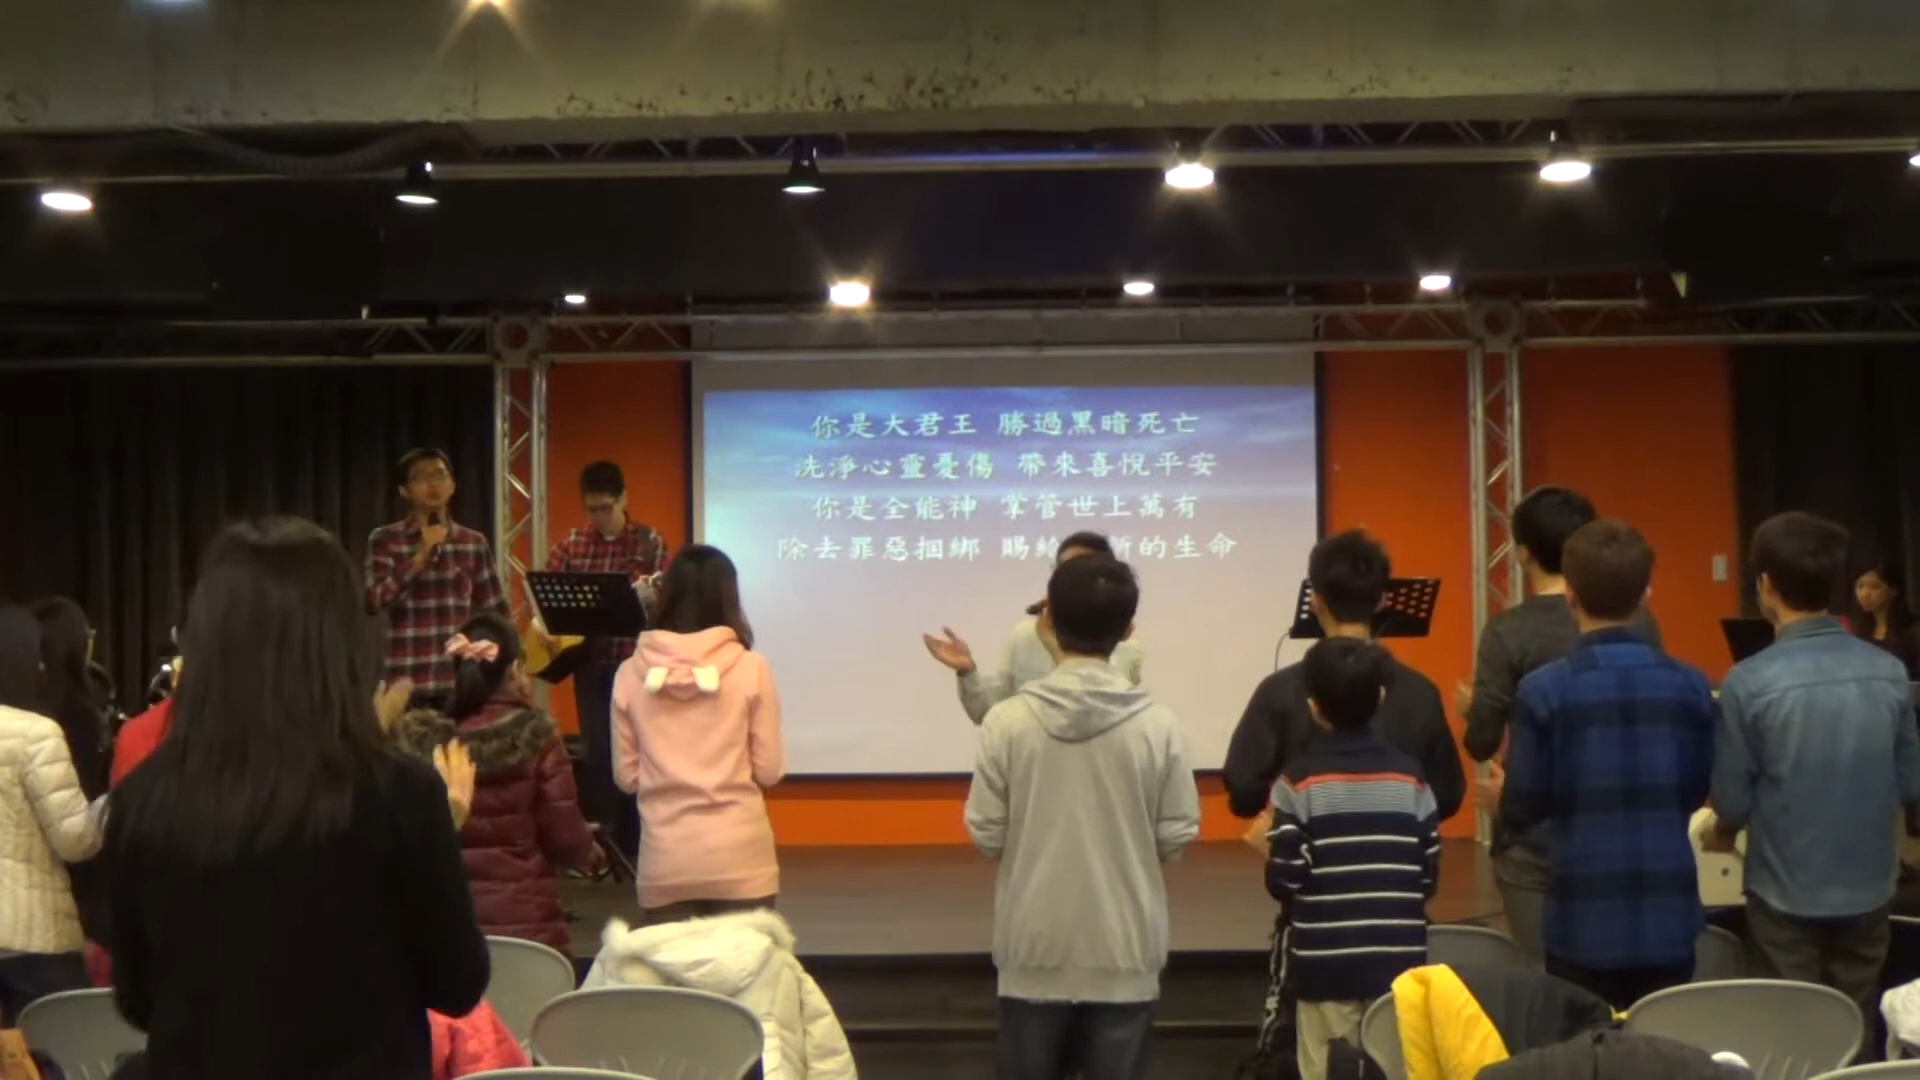 你是大君王 勝過黑暗死亡
洗淨心靈憂傷 帶來喜悅平安
你是全能神 掌管世上萬有
除去罪惡捆綁 賜給 新的生命